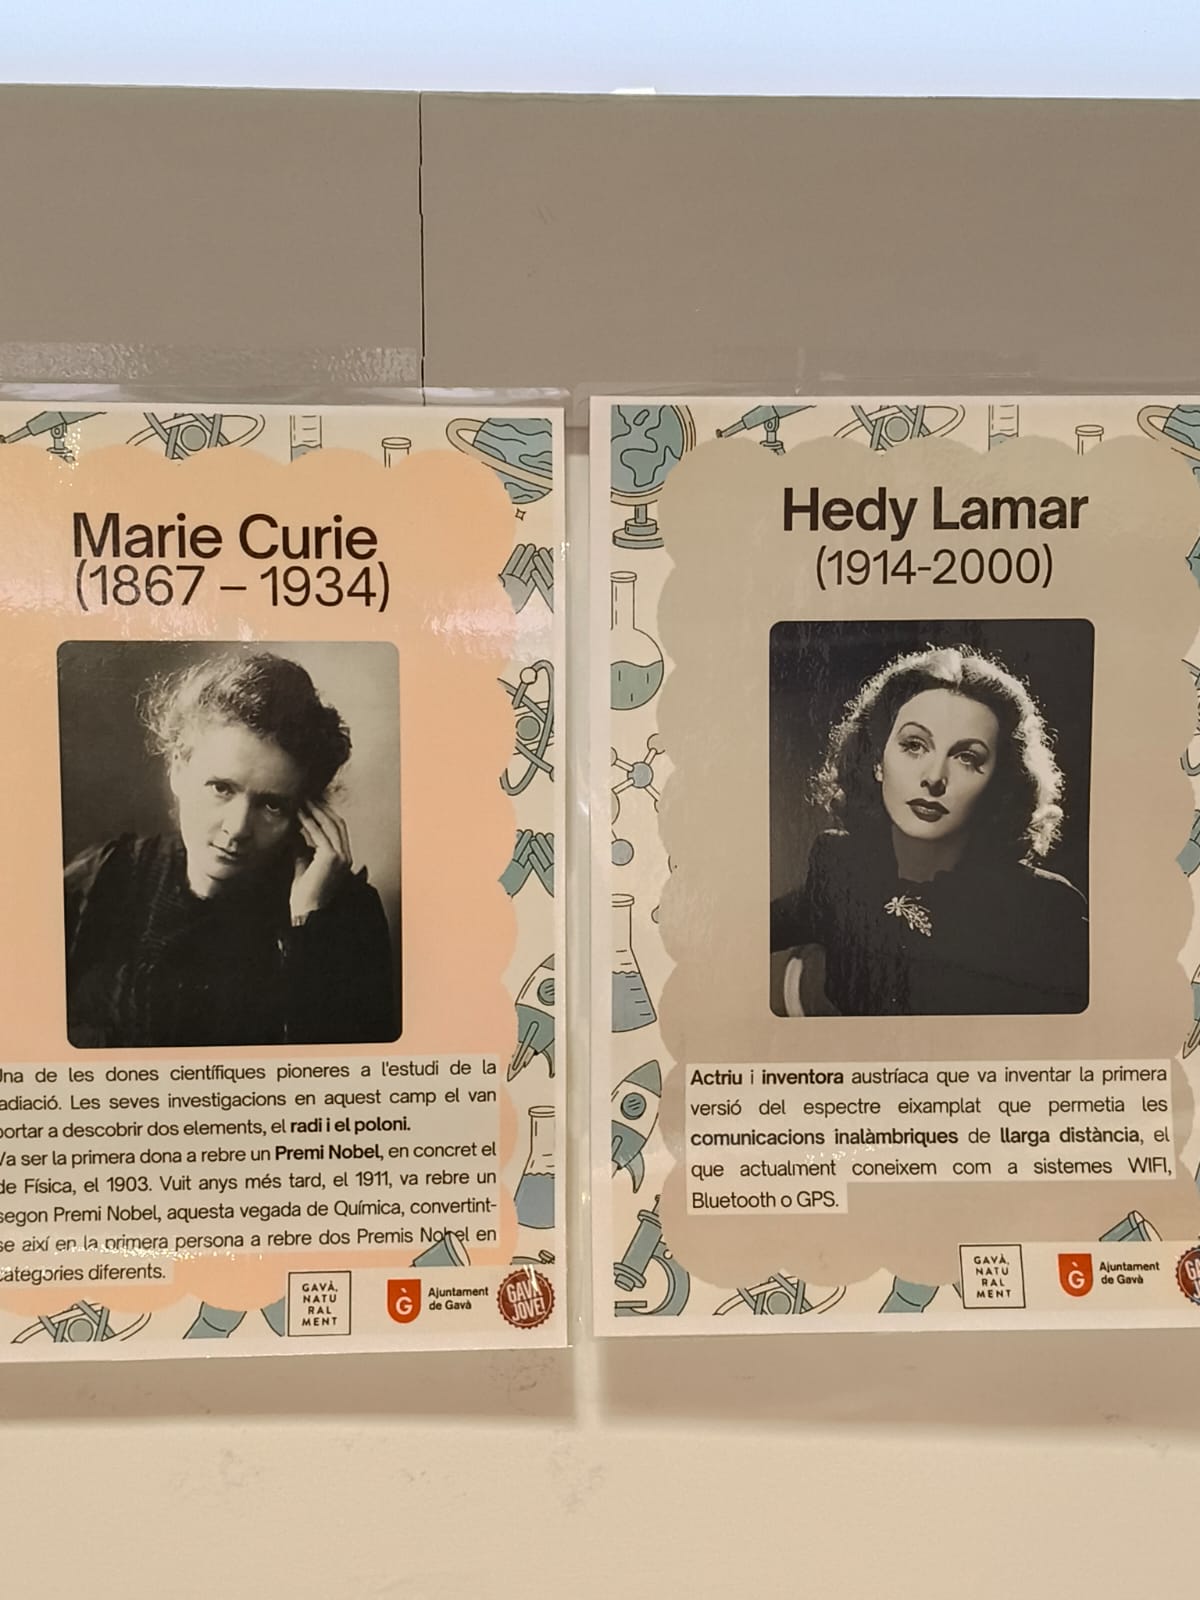 Marie Curie
(1867 – 1934)
Una de les dones científiques pioneres a l'estudi de la
radiació. Les seves investigacions en aquest camp el van
portar a descobrir dos elements, el radi i el poloni.
Va ser la primera dona a rebre un Premi Nobel, en concret el
de Física, el 1903. Vuit anys més tard, el 1911, va rebre un
segon Premi Nobel, aquesta vegada de Química, convertint-
se així en la primera persona a rebre dos Premis Nobel en
categories diferents.
GAVÀ,
NATU
RAL
MENT
Ajuntament
de Gavà
GAVÀ
JOVE!
Hedy Lamar
(1914-2000)
Actriu i inventora austríaca que va inventar la primera
versió del espectre eixamplat que permetia les
comunicacions inalàmbriques de llarga distància, el
que actualment coneixem com a sistemes WIFI,
Bluetooth o GPS.
GAVÀ,
NATU
RAL
MENT
Ajuntament
de Gavà